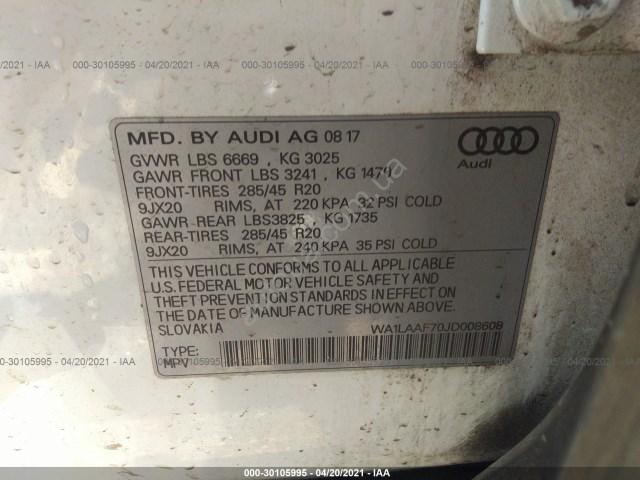 000-30105995 - 04/20/2021 - IAA
MFD. BY AUDI AG 08 17
GVWR LBS 6669 , KG 3025
GAWR FRONT LBS 3241 , KG 1470
FRONT-TIRES 285/45 R20
9JX20 RIMS, AT 220 KPA 32 PSI COLD
GAWR-REAR LBS3825 , KG 1735
REAR-TIRES 285/45 R20
9JX20 RIMS, AT 240 KPA 35 PSI COLD
Audi
THIS VEHICLE CONFORMS TO ALL APPLICABLE
U.S. FEDERAL MOTOR VEHICLE SAFETY AND
THEFT PREVENTION STANDARDS IN EFFECT ON
THE DATE OF MANUFACTURE SHOWN ABOVE.
SLOVAKIA WA1LAAF70JD008608
TYPE:
MPV
000-30105995 - 04/20/2021 - IAA